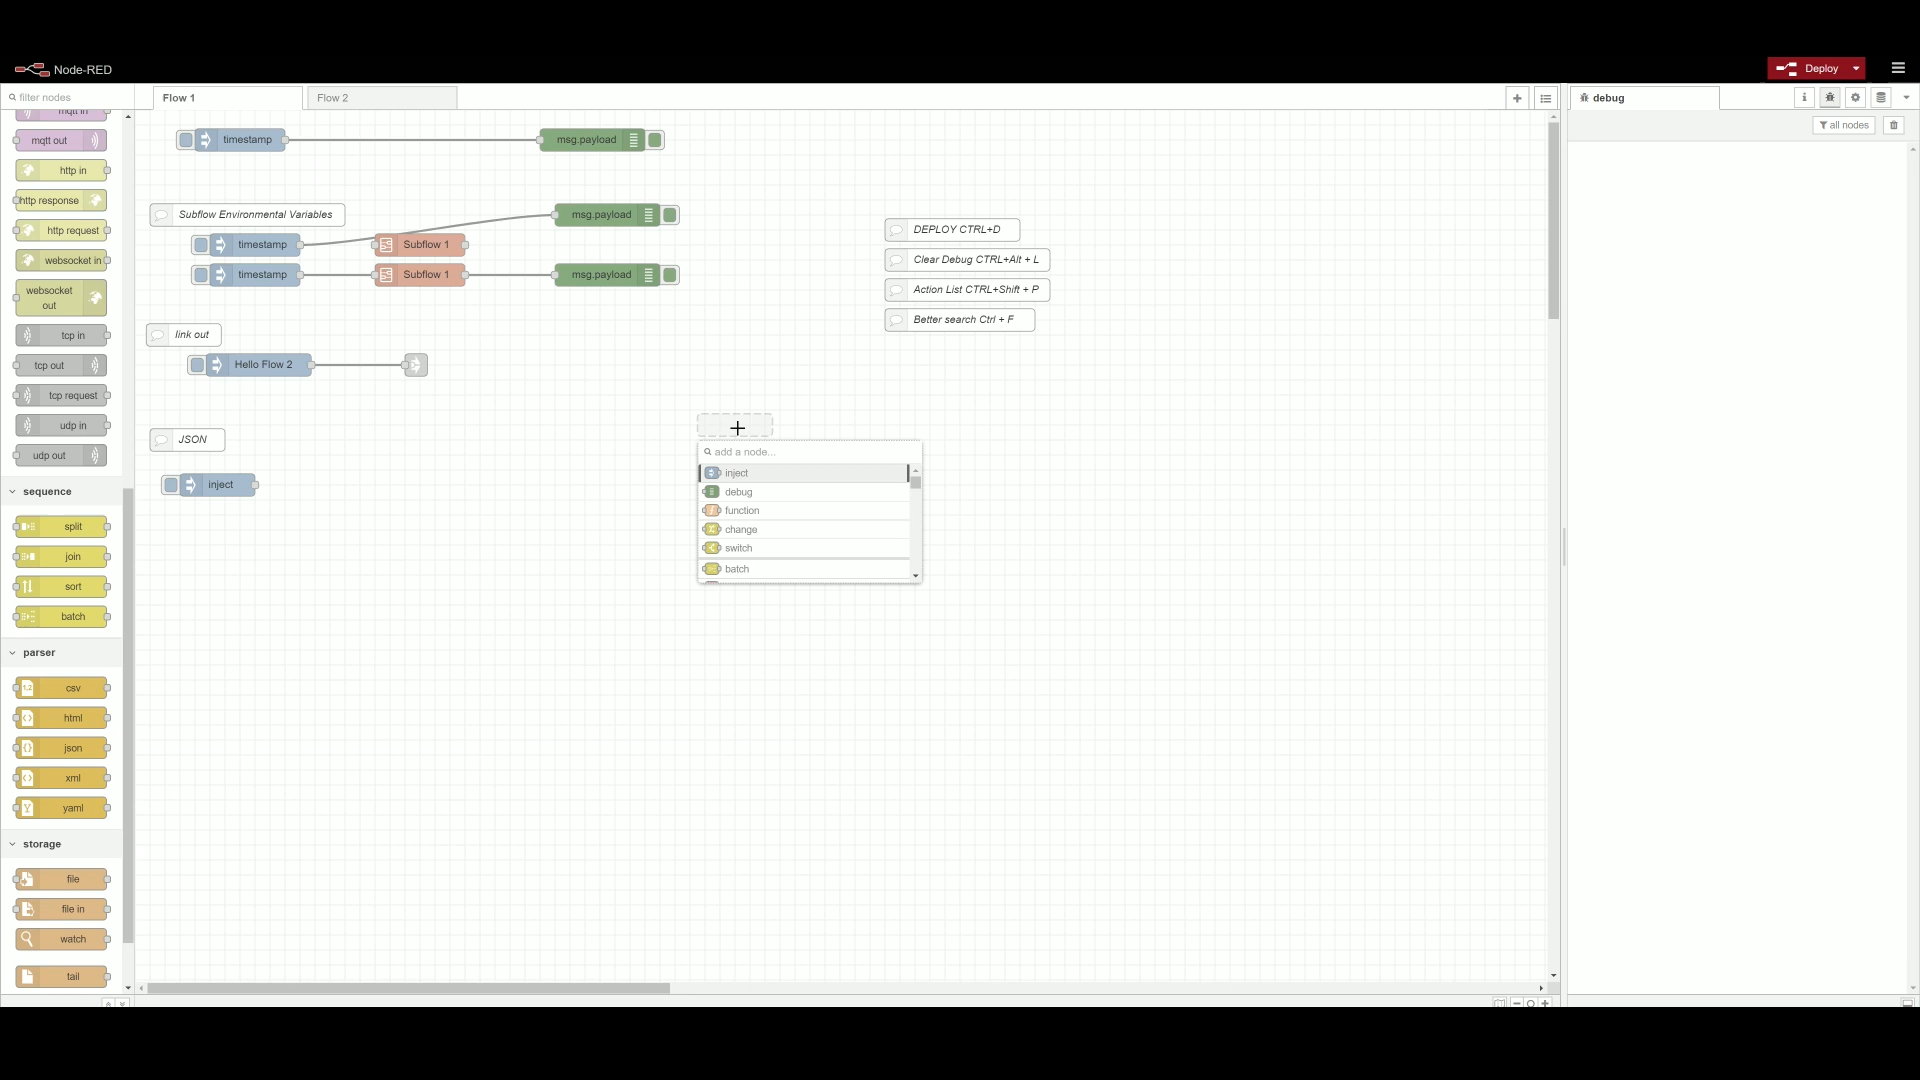 Node-RED
Deploy
filter nodes
Flow 1
Flow 2
debug
all nodes
mqtt in
mqtt out
http in
http response
http request
websocket in
websocket
out
tcp in
tcp out
tcp request
udp in
udp out
sequence
split
join
sort
batch
parser
csv
html
json
xml
yaml
storage
file
file in
watch
tail
timestamp
msg.payload
Subflow Environmental Variables
msg.payload
timestamp
Subflow 1
timestamp
Subflow 1
msg.payload
link out
Hello Flow 2
JSON
inject
DEPLOY CTRL+D
Clear Debug CTRL+Alt + L
Action List CTRL+Shift + P
Better search Ctrl + F
add a node...
inject
debug
function
change
switch
batch